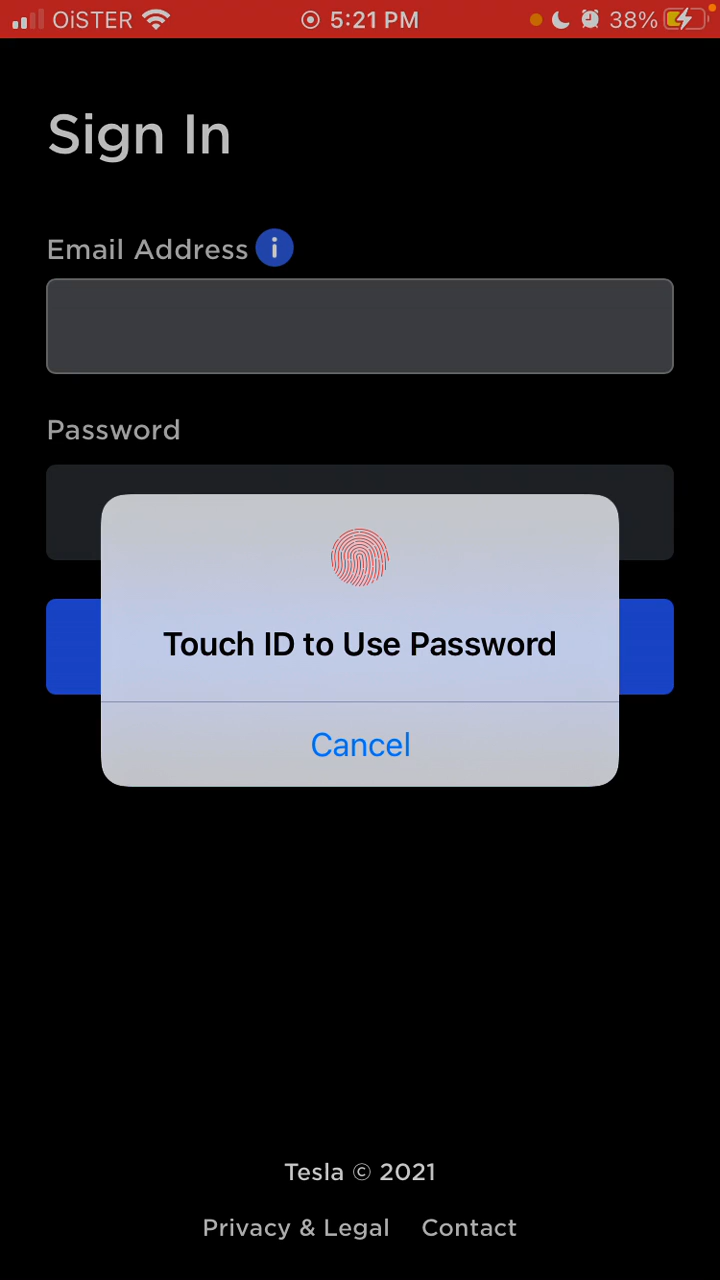 OiSTER 5:21 PM 38%
Sign In
Email Address i
Password
Touch ID to Use Password
Cancel
Tesla © 2021
Privacy & Legal Contact